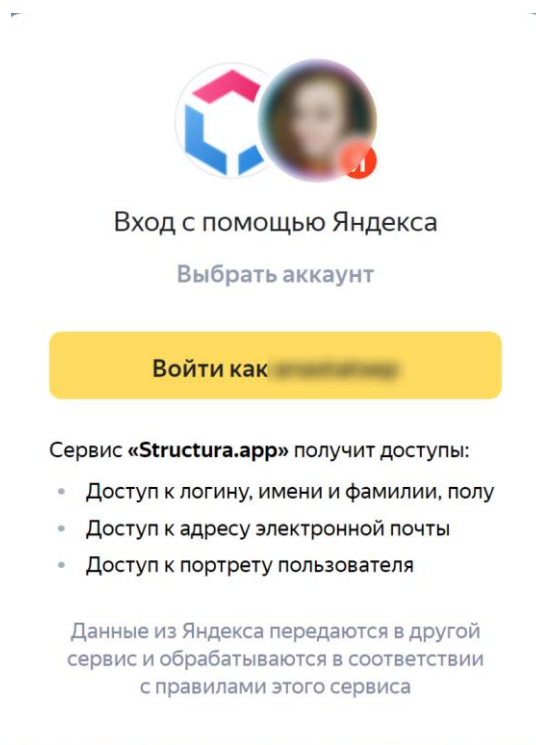 Вход с помощью Яндекса
Выбрать аккаунт
Войти как
Сервис «Structura.app» получит доступы:
• Доступ к логину, имени и фамилии, полу
• Доступ к адресу электронной почты
• Доступ к портрету пользователя
Данные из Яндекса передаются в другой
сервис и обрабатываются в соответствии
с правилами этого сервиса